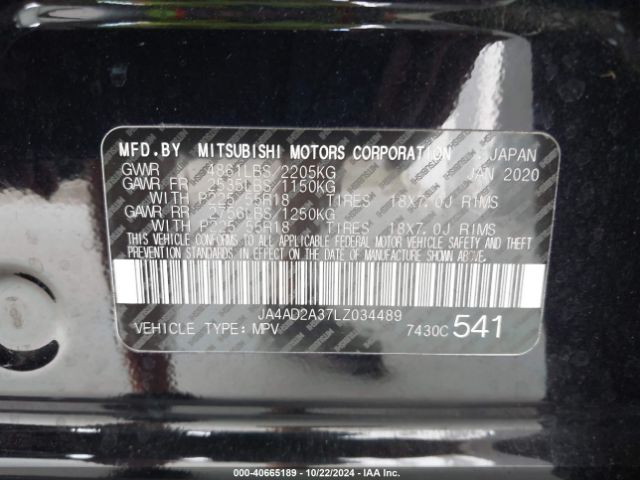 MFD.BY MITSUBISHI MOTORS CORPORATION JAPAN
GVWR 4861LBS 2205KG JAN 2020
GAWR FR 2535LBS 1150KG
WITH P225/55R18 TIRES 18X7.0J RIMS
GAWR RR 2756LBS 1250KG
WITH P225/55R18 TIRES 18X7.0J RIMS
THIS VEHICLE CONFORMS TO ALL APPLICABLE FEDERAL MOTOR VEHICLE SAFETY AND THEFT
PREVENTION STANDARDS IN EFFECT ON THE DATE OF MANUFACTURE SHOWN ABOVE.
JA4AD2A37LZ034489
VEHICLE TYPE: MPV 7430C 541
000-40665189 - 10/22/2024 - IAA Inc.